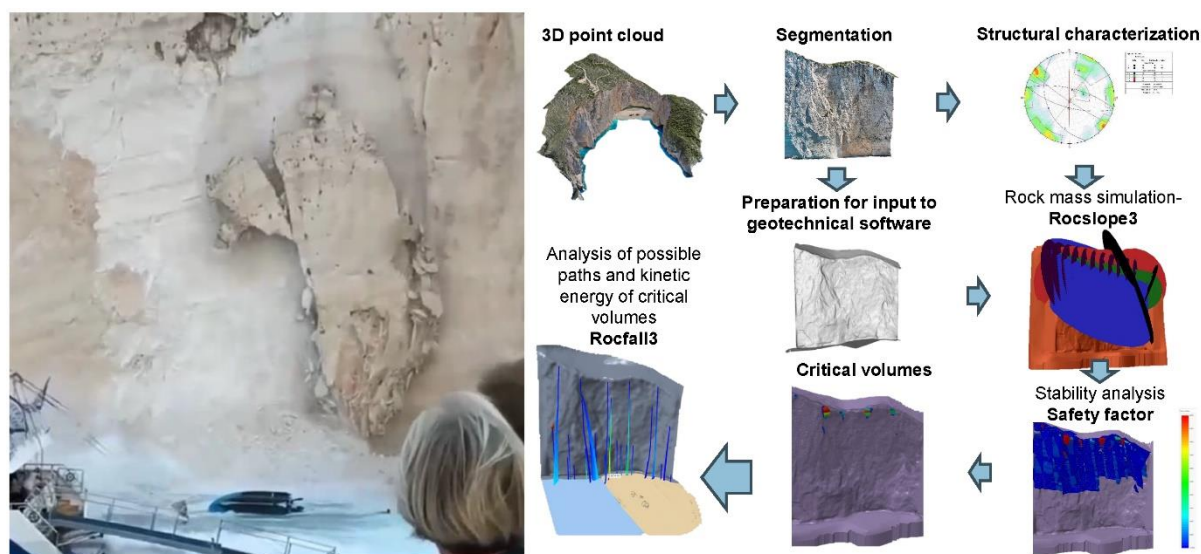 3D point cloud
Segmentation
Structural characterization
Preparation for input to
geotechnical software
Rock mass simulation-
Rocslope3
Analysis of possible
paths and kinetic
energy of critical
volumes
Rocfall3
Critical volumes
Stability analysis
Safety factor